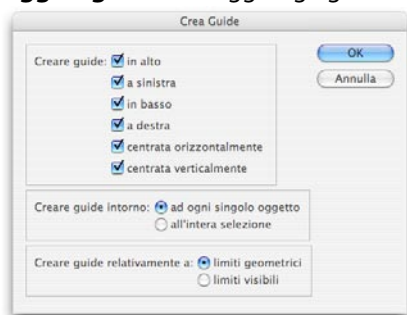 Crea Guide
Creare guide: in alto
a sinistra
in basso
a destra
centrata orizzontalmente
centrata verticalmente
OK
Annulla
Creare guide intorno: ad ogni singolo oggetto
all'intera selezione
Creare guide relativamente a: limiti geometrici
limiti visibili